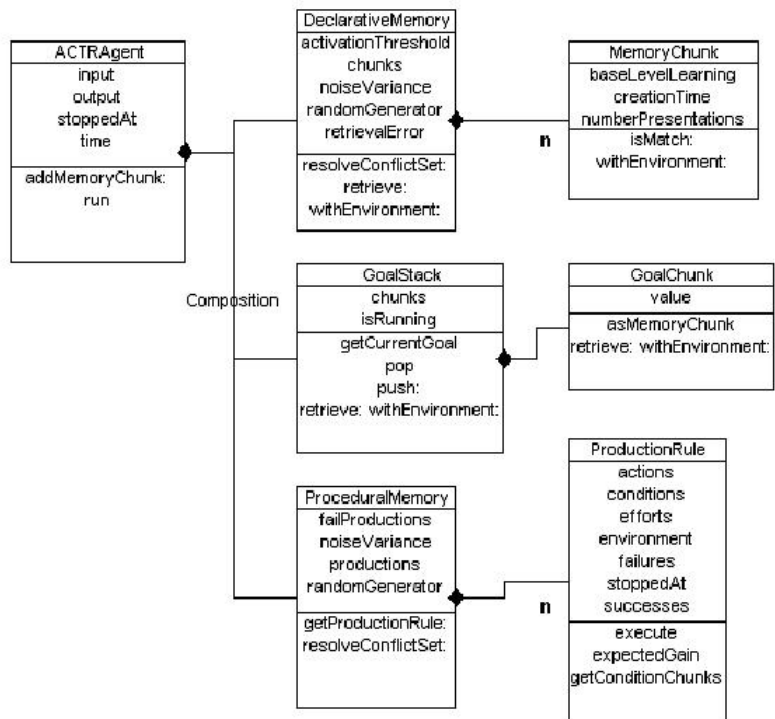 ACTRAgent
input
output
stoppedAt
time
addMemoryChunk:
run
DeclarativeMemory
activationThreshold
chunks
noiseVariance
randomGenerator
retrievalError
resolveConflictSet:
retrieve:
withEnvironment:
MemoryChunk
baseLevelLearning
creationTime
numberPresentations
isMatch:
withEnvironment:
n
Composition
GoalStack
chunks
isRunning
getCurrentGoal
pop
push:
retrieve: withEnvironment:
GoalChunk
value
asMemoryChunk
retrieve: withEnvironment:
ProceduralMemory
failProductions
noiseVariance
productions
randomGenerator
getProductionRule:
resolveConflictSet:
n
ProductionRule
actions
conditions
efforts
environment
failures
stoppedAt
successes
execute
expectedGain
getConditionChunks